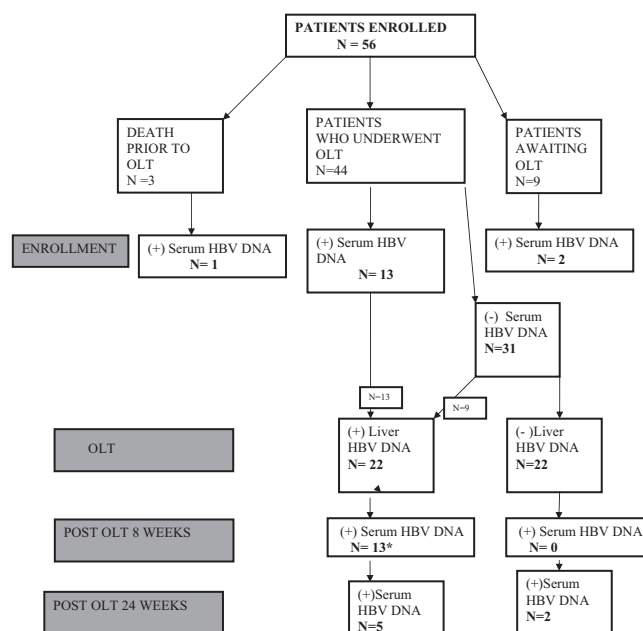 PATIENTS ENROLLED
N = 56
DEATH
PRIOR TO
OLT
N =3
PATIENTS
WHO UNDERWENT
OLT
N=44
PATIENTS
AWAITING
OLT
N=9
ENROLLMENT
(+) Serum HBV DNA
N= 1
(+) Serum HBV
DNA
N= 13
(+) Serum HBV DNA
N= 2
(-) Serum
HBV DNA
N=31
N=13
N=9
OLT
(+) Liver
HBV DNA
N= 22
(- )Liver
HBV DNA
N=22
POST OLT 8 WEEKS
(+) Serum HBV DNA
N= 13*
(+) Serum HBV DNA
N= 0
POST OLT 24 WEEKS
(+)Serum
HBV DNA
N=5
(+)Serum
HBV DNA
N=2